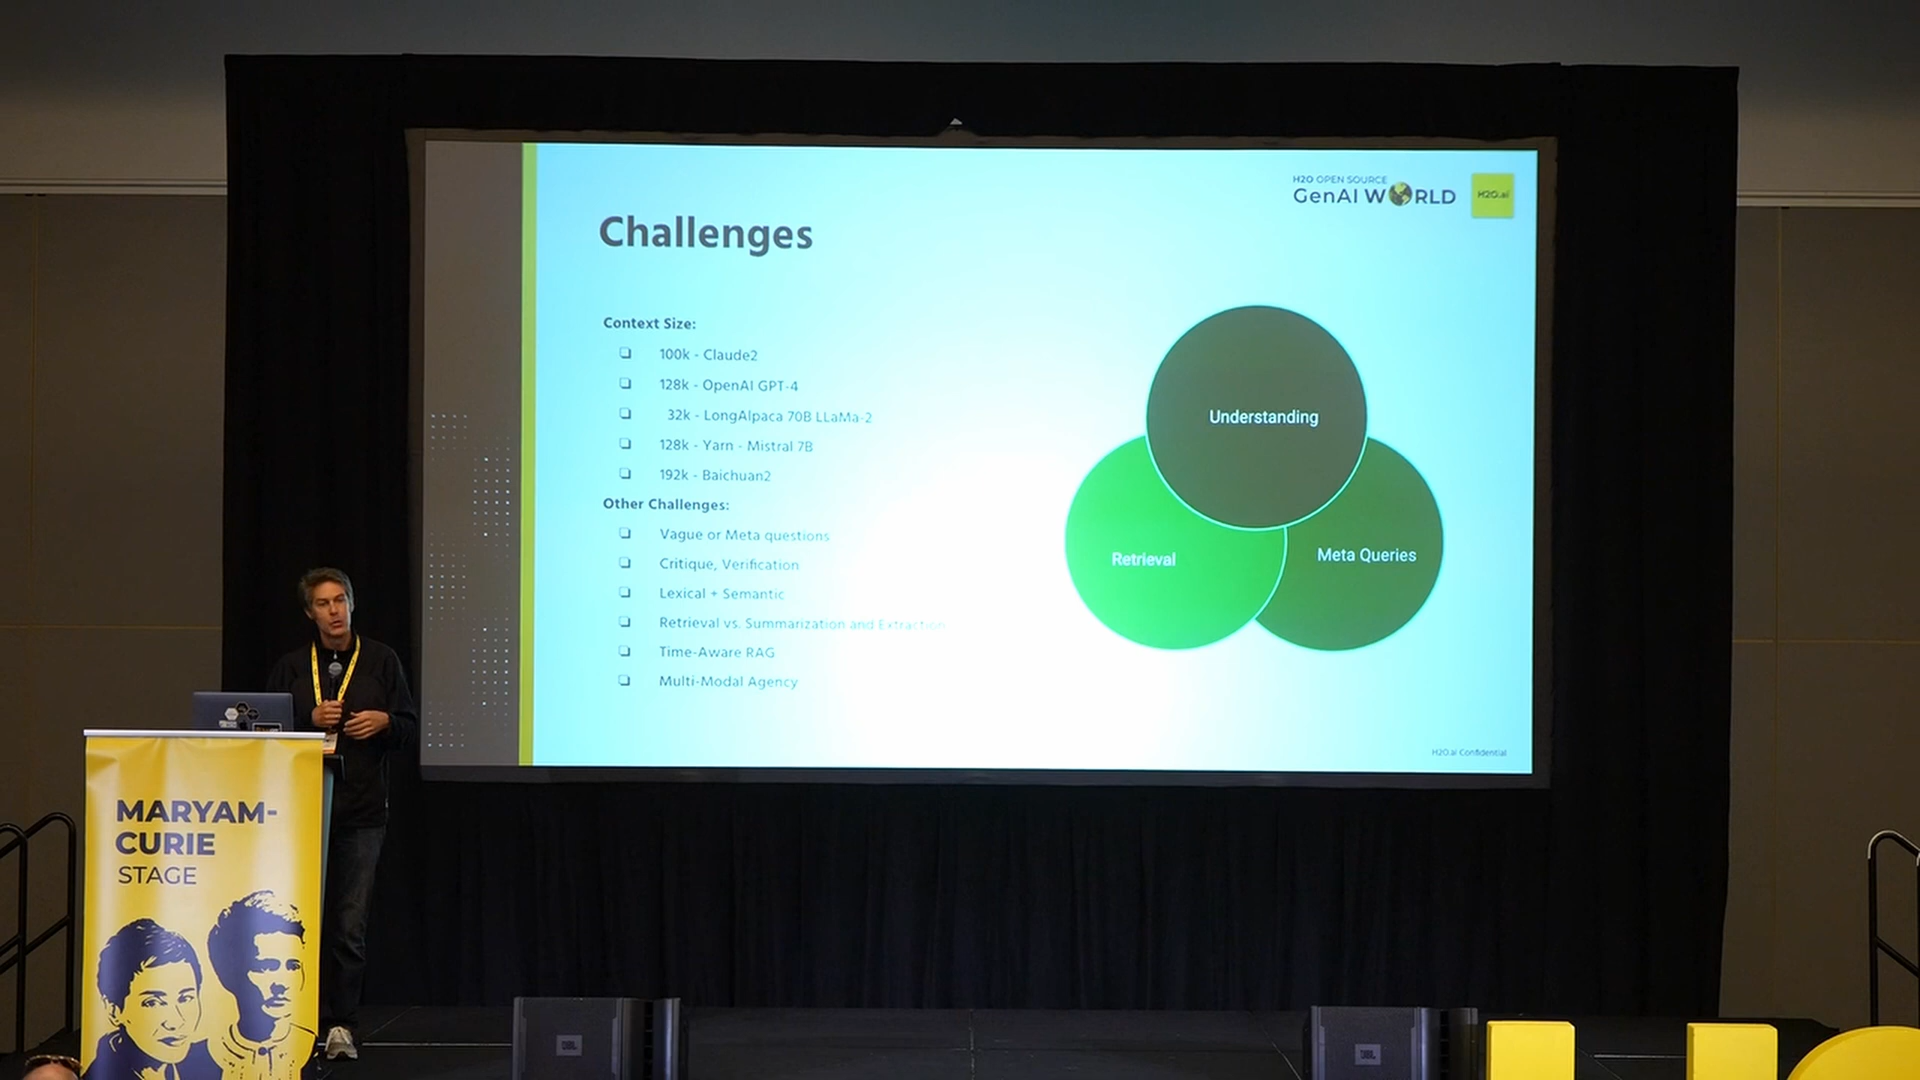 H2O OPEN SOURCE
GenAI WORLD
H2O.ai
Challenges
Context Size:
100k - Claude2
128k - OpenAI GPT-4
32k - LongAlpaca 70B LLaMa-2
128k - Yarn - Mistral 7B
192k - Baichuan2
Other Challenges:
Vague or Meta questions
Critique, Verification
Lexical + Semantic
Retrieval vs. Summarization and Extraction
Time-Aware RAG
Multi-Modal Agency
Understanding
Retrieval
Meta Queries
H2O.ai Confidential
MARYAM-
CURIE
STAGE
JBL
JBL